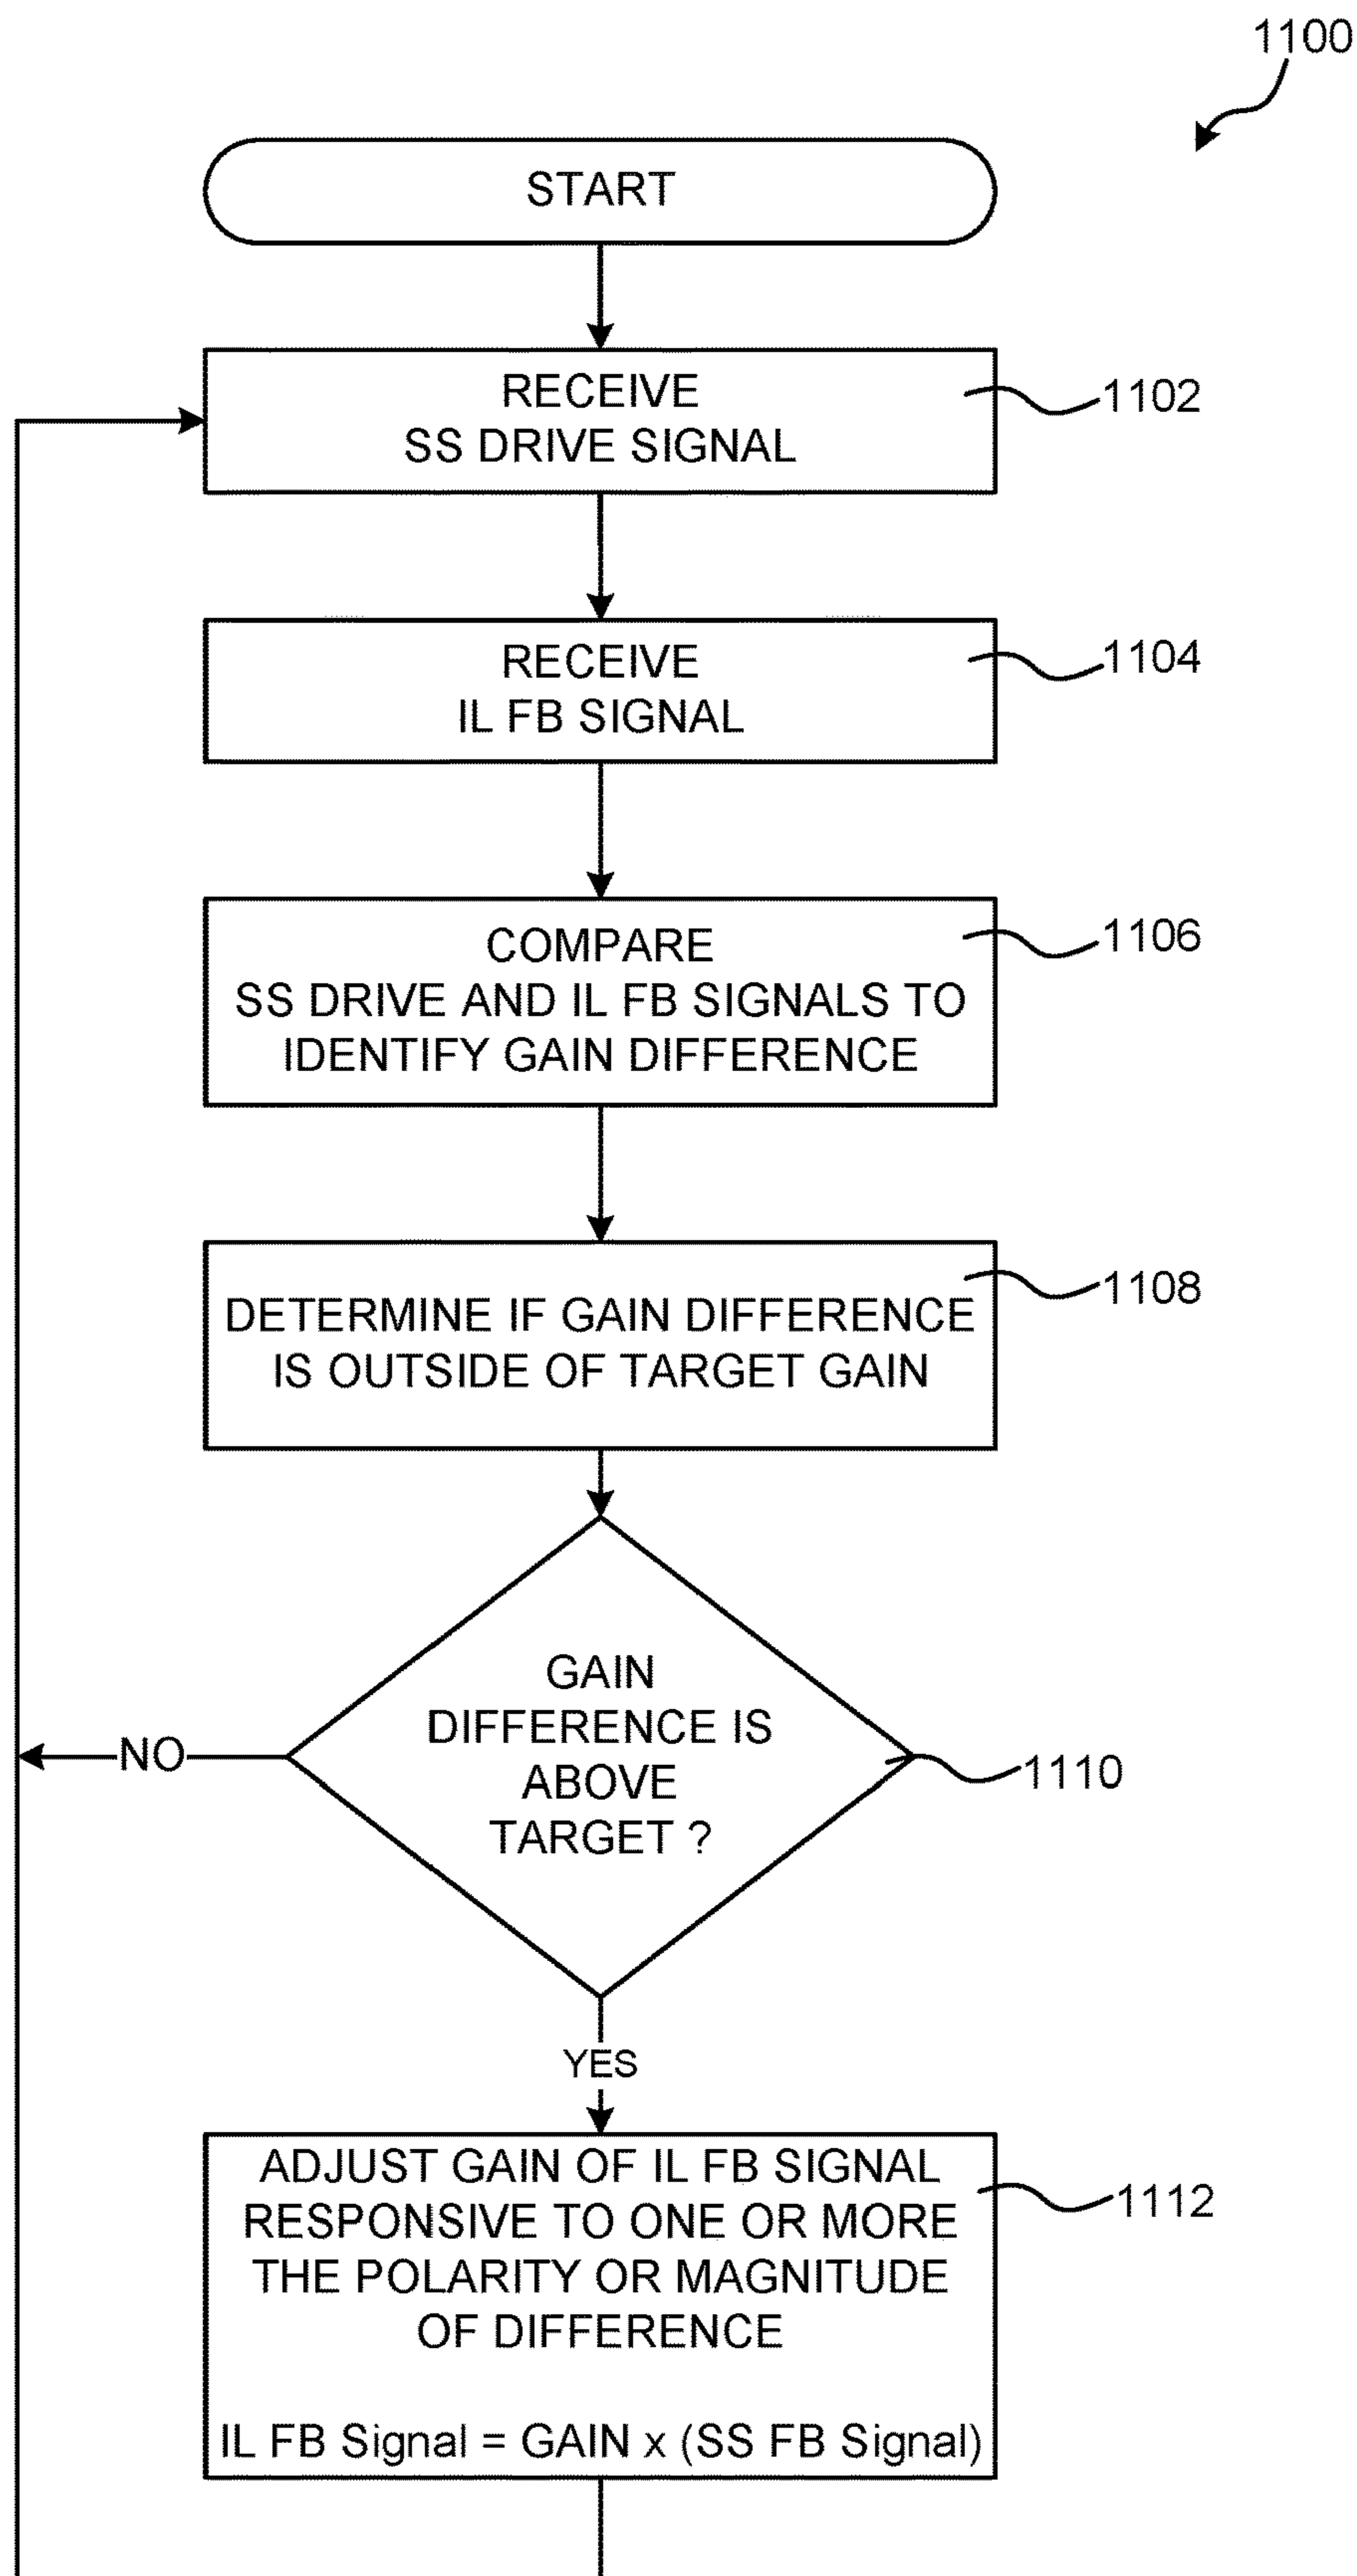 1100
START
RECEIVE
SS DRIVE SIGNAL
1102
RECEIVE
IL FB SIGNAL
1104
COMPARE
SS DRIVE AND IL FB SIGNALS TO
IDENTIFY GAIN DIFFERENCE
1106
DETERMINE IF GAIN DIFFERENCE
IS OUTSIDE OF TARGET GAIN
1108
GAIN
DIFFERENCE IS
ABOVE
TARGET ?
1110
NO
YES
ADJUST GAIN OF IL FB SIGNAL
RESPONSIVE TO ONE OR MORE
THE POLARITY OR MAGNITUDE
OF DIFFERENCE
IL FB Signal = GAIN x (SS FB Signal)
1112